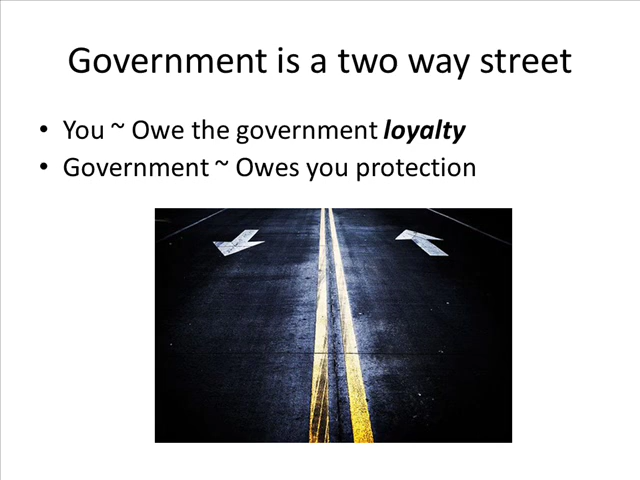 Government is a two way street
• You ~ Owe the government loyalty
• Government ~ Owes you protection